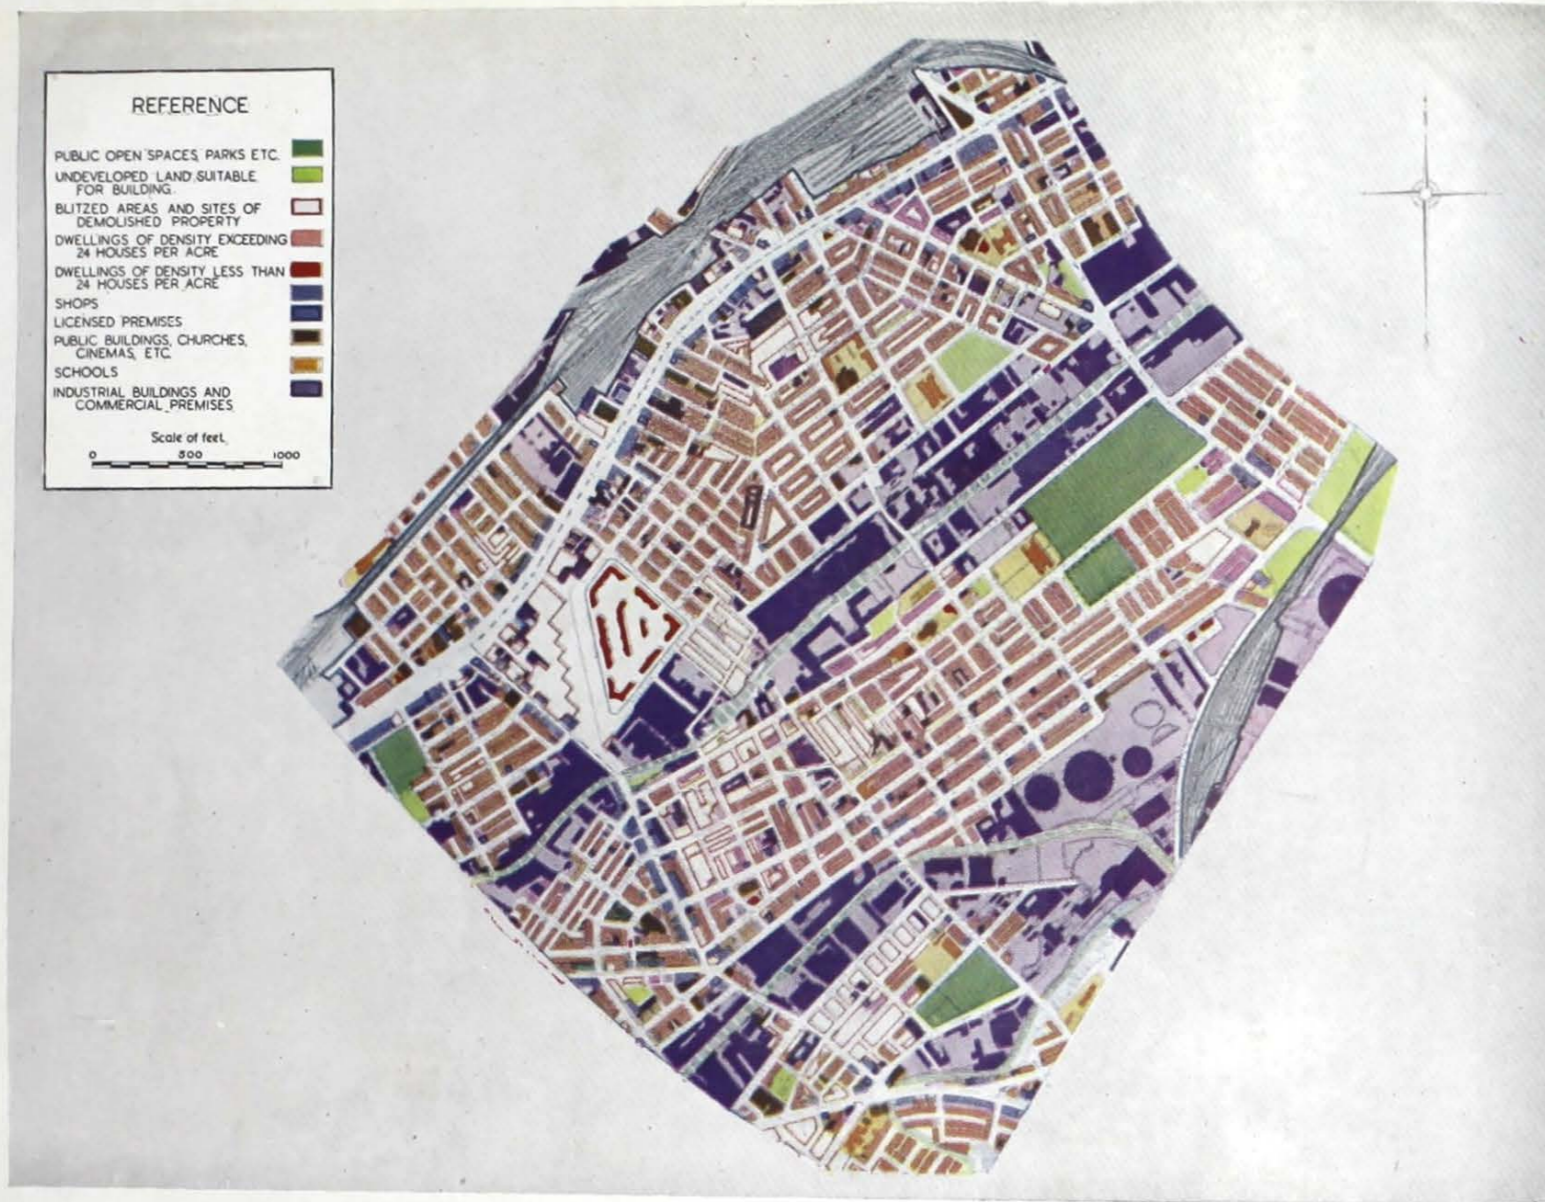 REFERENCE
PUBLIC OPEN SPACES, PARKS ETC.
UNDEVELOPED LAND SUITABLE
FOR BUILDING.
BLITZED AREAS AND SITES OF
DEMOLISHED PROPERTY
DWELLINGS OF DENSITY EXCEEDING
24 HOUSES PER ACRE
DWELLINGS OF DENSITY LESS THAN
24 HOUSES PER ACRE
SHOPS
LICENSED PREMISES
PUBLIC BUILDINGS, CHURCHES,
CINEMAS, ETC.
SCHOOLS
INDUSTRIAL BUILDINGS AND
COMMERCIAL PREMISES
Scale of feet.
0 500 1000